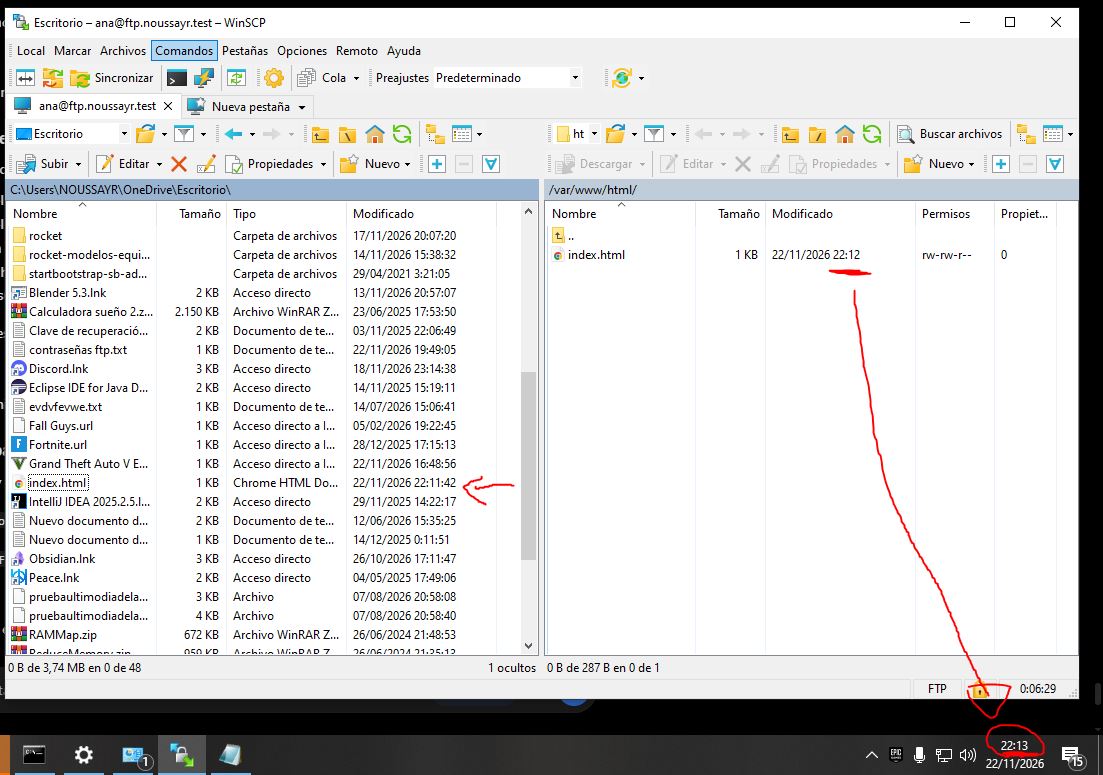 Escritorio – ana@ftp.noussayr.test – WinSCP
Local Marcar Archivos Comandos Pestañas Opciones Remoto Ayuda
Sincronizar Cola Preajustes Predeterminado
ana@ftp.noussayr.test Nueva pestaña
Escritorio
ht Buscar archivos
Subir Editar Propiedades Nuevo
Descargar Editar Propiedades Nuevo
C:\Users\NOUSSAYR\OneDrive\Escritorio\
Nombre Tamaño Tipo Modificado
rocket Carpeta de archivos 17/11/2026 20:07:20
rocket-modelos-equi... Carpeta de archivos 14/11/2026 15:38:32
startbootstrap-sb-ad... Carpeta de archivos 29/04/2021 3:21:05
Blender 5.3.lnk 2 KB Acceso directo 13/11/2026 20:57:07
Calculadora sueño 2.z... 2.150 KB Archivo WinRAR Z... 23/06/2025 17:53:50
Clave de recuperació... 2 KB Documento de te... 03/11/2025 22:06:49
contraseñas ftp.txt 1 KB Documento de te... 22/11/2026 19:49:05
Discord.lnk 3 KB Acceso directo 18/11/2026 23:14:38
Eclipse IDE for Java D... 2 KB Acceso directo 14/11/2025 15:19:11
evdvfevwe.txt 1 KB Documento de te... 14/07/2026 15:06:41
Fall Guys.url 1 KB Acceso directo a I... 05/02/2026 19:22:45
Fortnite.url 1 KB Acceso directo a I... 28/12/2025 17:15:13
Grand Theft Auto V E... 1 KB Acceso directo a I... 22/11/2026 16:48:56
index.html 1 KB Chrome HTML Do... 22/11/2026 22:11:42
IntelliJ IDEA 2025.2.5.l... 2 KB Acceso directo 29/11/2025 14:22:17
Nuevo documento d... 2 KB Documento de te... 12/06/2026 15:35:25
Nuevo documento d... 1 KB Documento de te... 14/12/2025 0:11:51
Obsidian.lnk 3 KB Acceso directo 26/10/2026 17:11:47
Peace.lnk 2 KB Acceso directo 04/05/2025 17:49:06
pruebaultimodiadela... 3 KB Archivo 07/08/2026 20:58:08
pruebaultimodiadela... 4 KB Archivo 07/08/2026 20:58:40
RAMMap.zip 672 KB Archivo WinRAR Z... 26/06/2024 21:48:53
ReduceMemory.zip 959 KB Archivo WinRAR Z... 26/06/2024 21:35:13
0 B de 3,74 MB en 0 de 48 1 ocultos
/var/www/html/
Nombre Tamaño Modificado Permisos Propiet...
..
index.html 1 KB 22/11/2026 22:12 rw-rw-r-- 0
0 B de 287 B en 0 de 1
FTP 0:06:29
1
EPIC
22:13
22/11/2026
15